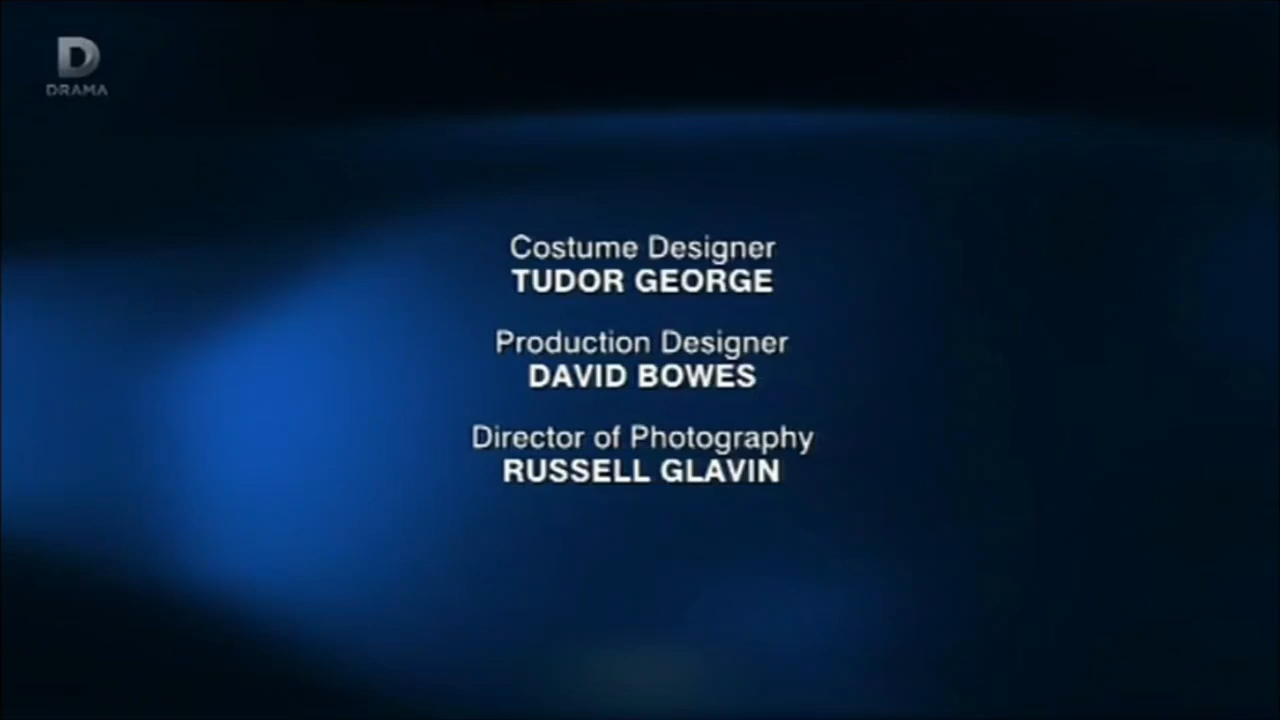 D
DRAMA
Costume Designer
TUDOR GEORGE
Production Designer
DAVID BOWES
Director of Photography
RUSSELL GLAVIN